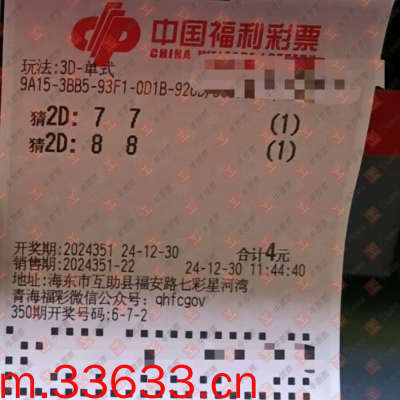 中国福利彩票
CHINA WELFARE LOTTERY
玩法:3D-单式
9A15-3BB5-93F1-0D1B-92
猜2D: 7 7 (1)
猜2D: 8 8 (1)
开奖期:2024351 24-12-30 合计4元
销售期:2024351-22 24-12-30 11:44:40
地址:海东市互助县福安路七彩星河湾
青海福彩微信公众号: qhfcgov
350期开奖号码:6-7-2
m.33633.cn